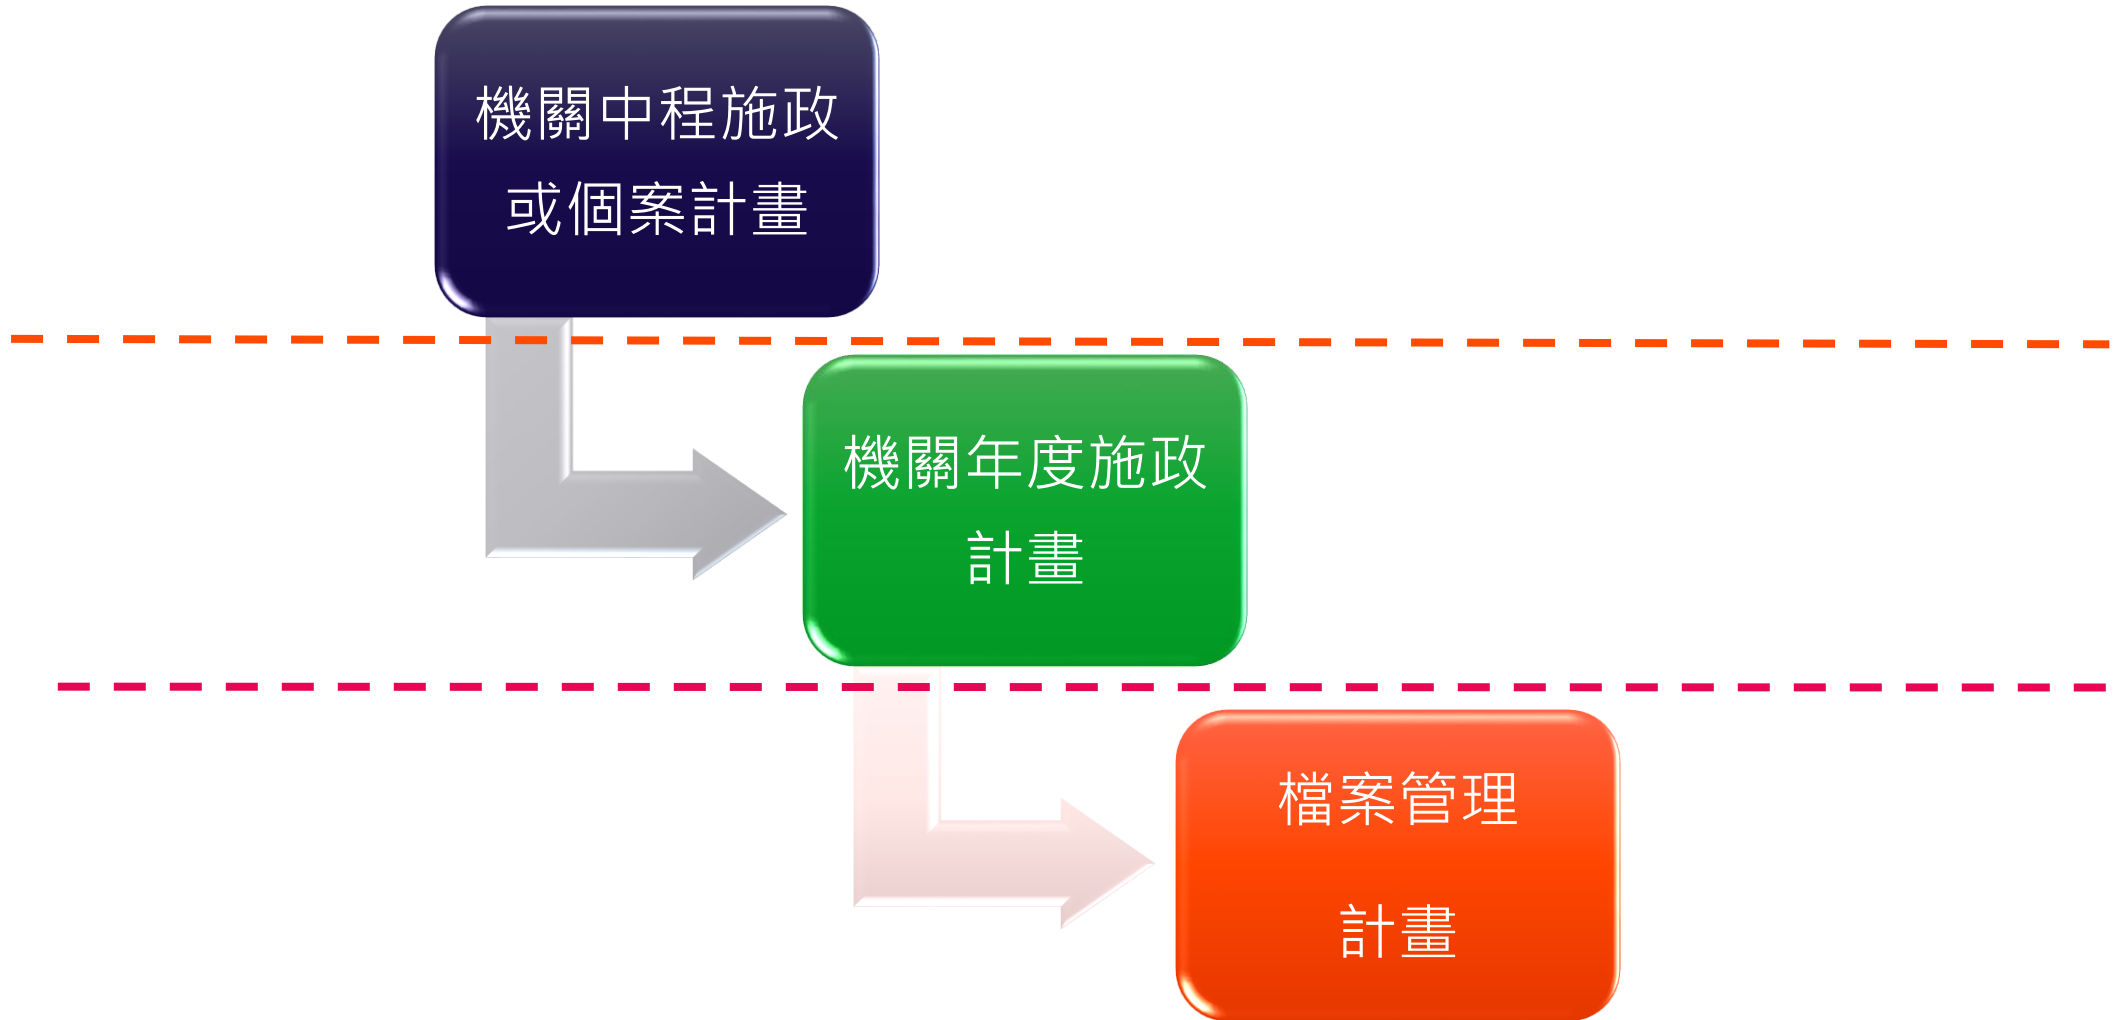 機關中程施政
或個案計畫
機關年度施政
計畫
檔案管理
計畫